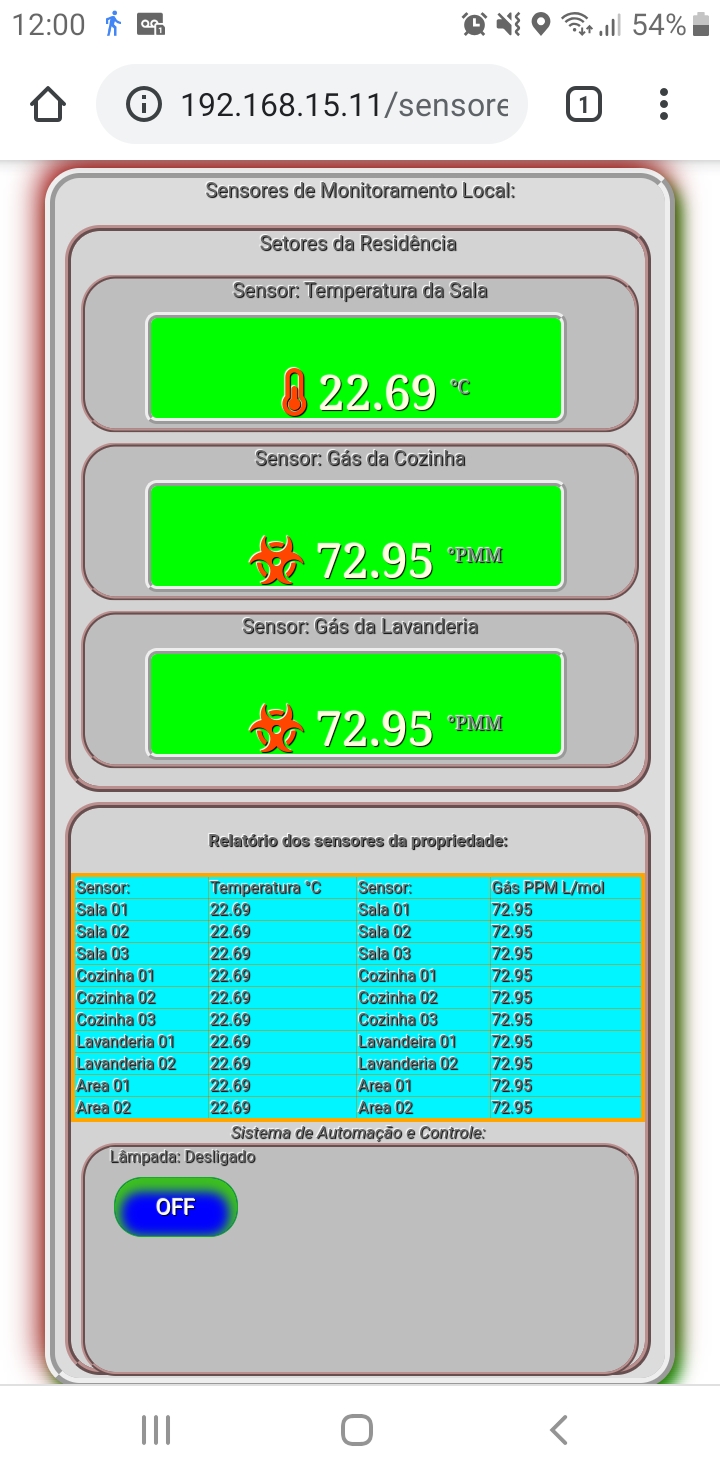 12:00 54%
192.168.15.11/sensore 1
Sensores de Monitoramento Local:
Setores da Residência
Sensor: Temperatura da Sala
22.69 °C
Sensor: Gás da Cozinha
72.95 °PMM
Sensor: Gás da Lavanderia
72.95 °PMM
Relatório dos sensores da propriedade:
Sensor: Temperatura °C Sensor: Gás PPM L/mol
Sala 01 22.69 Sala 01 72.95
Sala 02 22.69 Sala 02 72.95
Sala 03 22.69 Sala 03 72.95
Cozinha 01 22.69 Cozinha 01 72.95
Cozinha 02 22.69 Cozinha 02 72.95
Cozinha 03 22.69 Cozinha 03 72.95
Lavanderia 01 22.69 Lavandeira 01 72.95
Lavanderia 02 22.69 Lavanderia 02 72.95
Area 01 22.69 Area 01 72.95
Area 02 22.69 Area 02 72.95
Sistema de Automação e Controle:
Lâmpada: Desligado
OFF